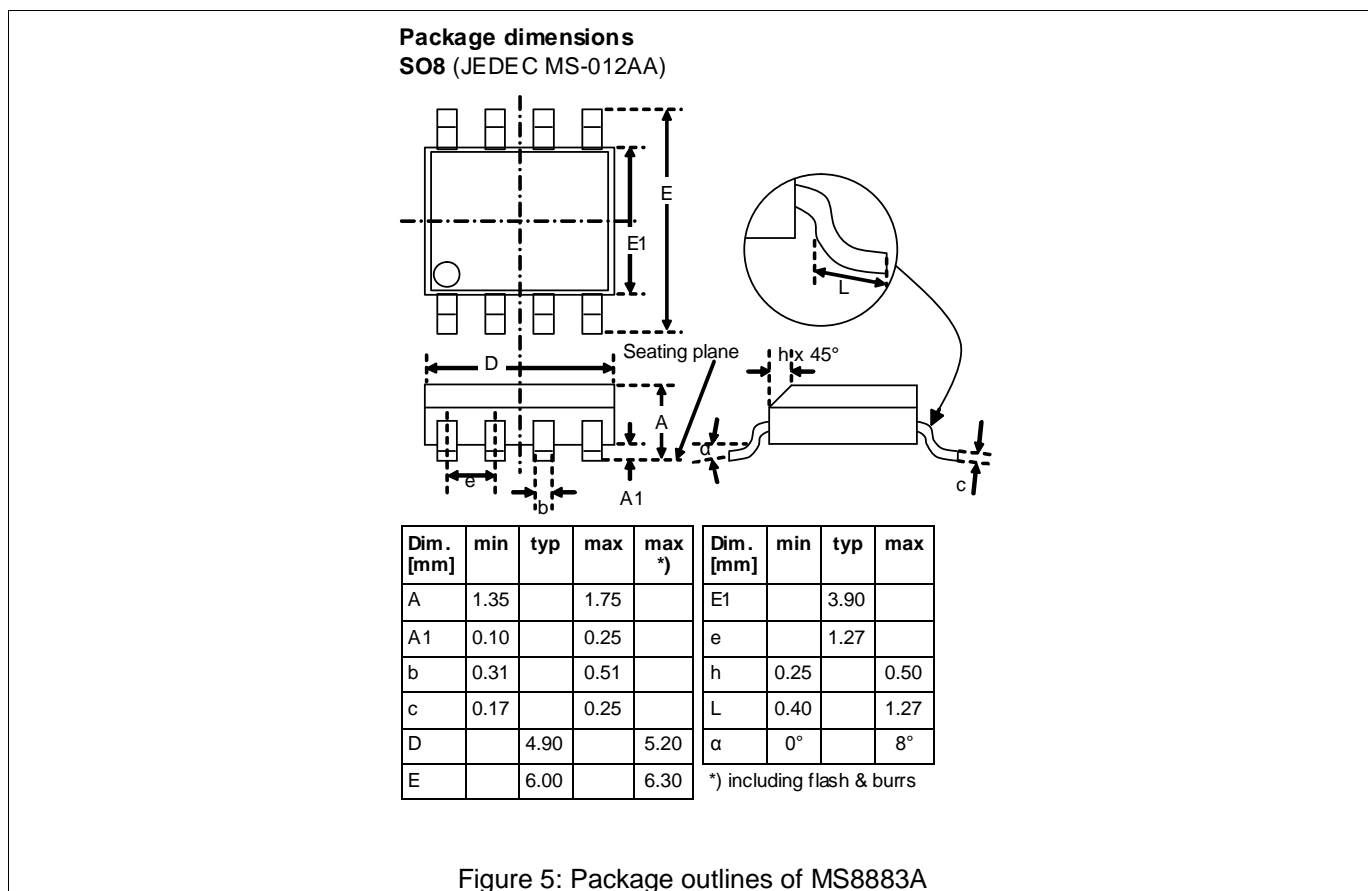 Package dimensions
SO8 (JEDEC MS-012AA)
E
E1
L
D
Seating plane
h x 45°
A
α
A1
e
b
c
Dim. [mm] min typ max max *)
A 1.35 1.75
A1 0.10 0.25
b 0.31 0.51
c 0.17 0.25
D 4.90 5.20
E 6.00 6.30
Dim. [mm] min typ max
E1 3.90
e 1.27
h 0.25 0.50
L 0.40 1.27
α 0° 8°
*) including flash & burrs
Figure 5: Package outlines of MS8883A